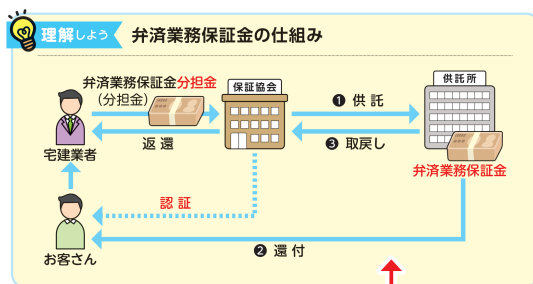 理解しよう 弁済業務保証金の仕組み
弁済業務保証金分担金
(分担金)
保証協会
供託所
❶ 供託
宅建業者
返還
❸ 取戻し
弁済業務保証金
認証
お客さん
❷ 還付